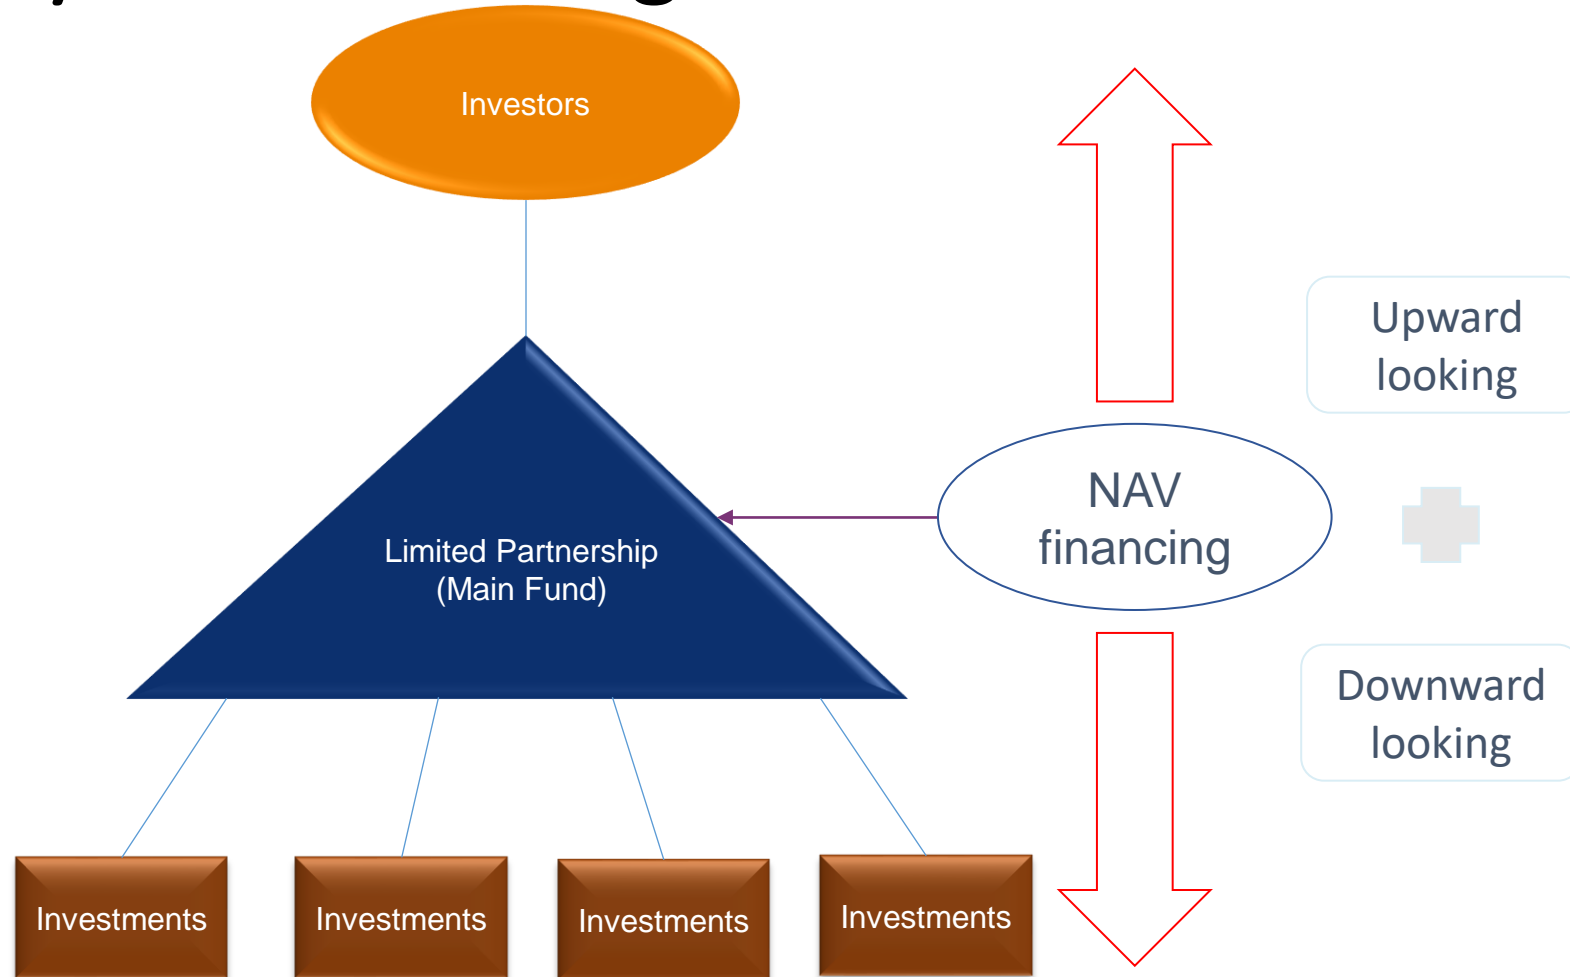 Investors
Upward
looking
NAV
financing
Limited Partnership
(Main Fund)
Downward
looking
Investments
Investments
Investments
Investments